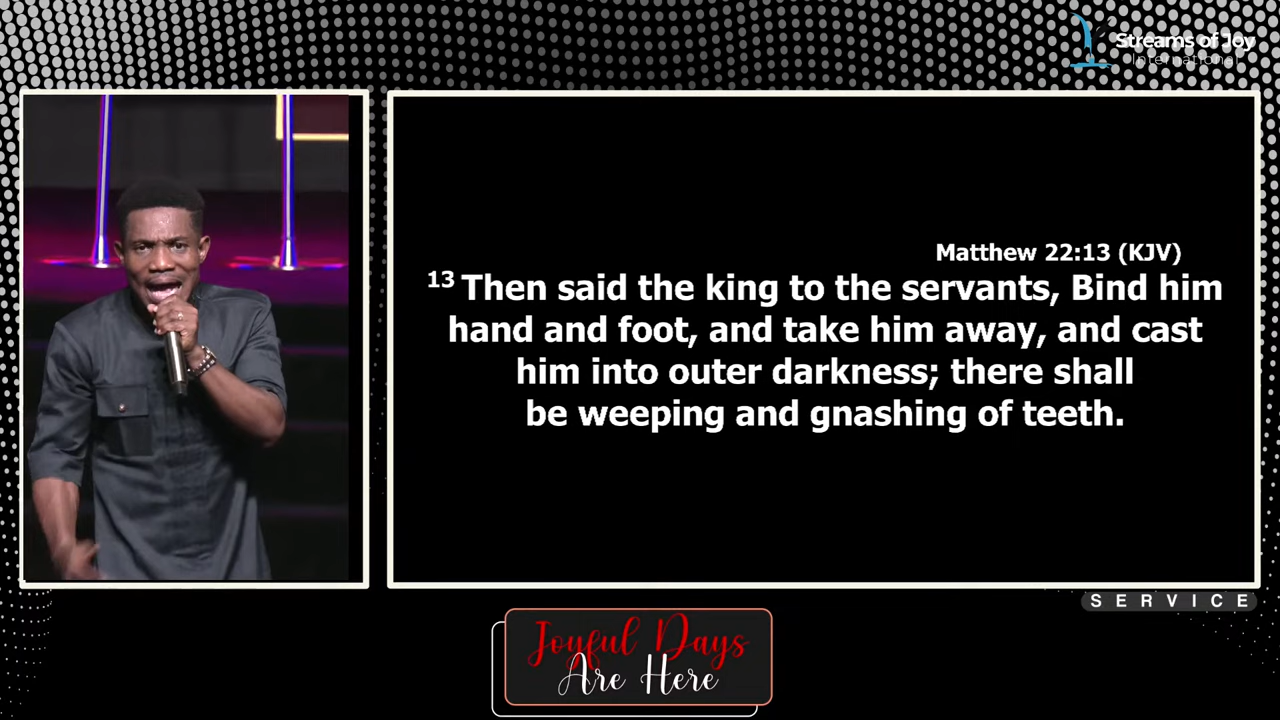 Streams of Joy
International
Matthew 22:13 (KJV)
13 Then said the king to the servants, Bind him
hand and foot, and take him away, and cast
him into outer darkness; there shall
be weeping and gnashing of teeth.
SERVICE
Joyful Days
Are Here